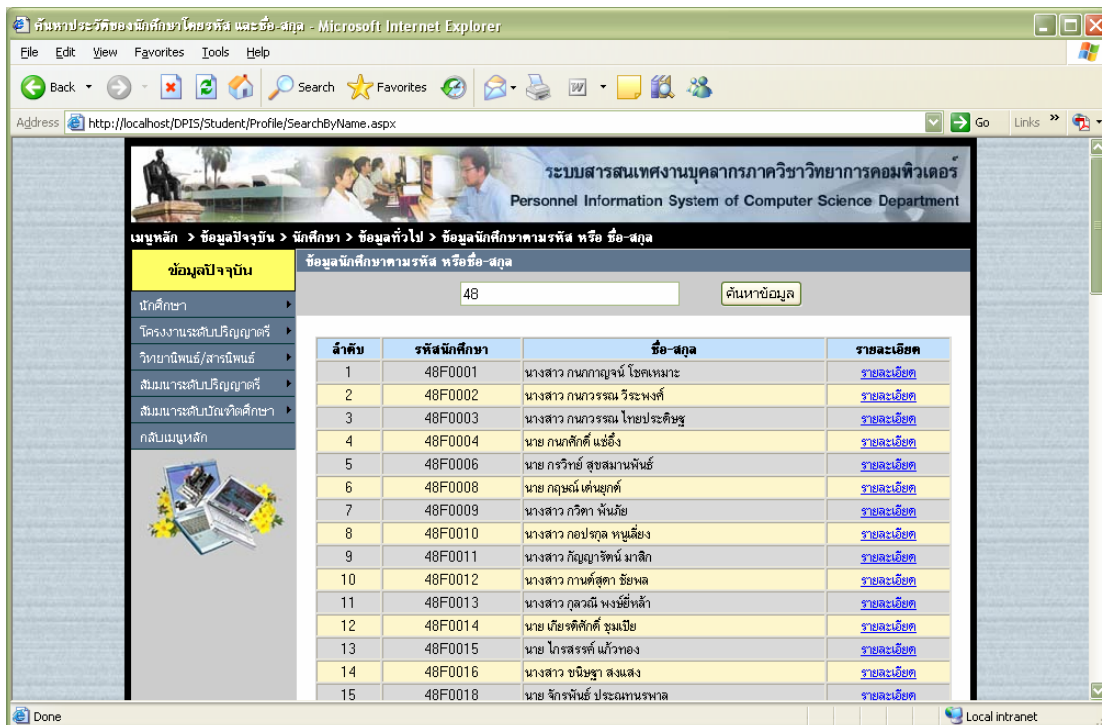 ค้นหาประวัติของนักศึกษาโดยรหัส และชื่อ-สกุล - Microsoft Internet Explorer
File Edit View Favorites Tools Help
Back Search Favorites
Address http://localhost/DPIS/Student/Profile/SearchByName.aspx Go Links »
ระบบสารสนเทศงานบุคลากรภาควิชาวิทยาการคอมพิวเตอร์
Personnel Information System of Computer Science Department
เมนูหลัก > ข้อมูลปัจจุบัน > นักศึกษา > ข้อมูลทั่วไป > ข้อมูลนักศึกษาตามรหัส หรือ ชื่อ-สกุล
ข้อมูลปัจจุบัน
นักศึกษา
โครงงานระดับปริญญาตรี
วิทยานิพนธ์/สารนิพนธ์
สัมมนาระดับปริญญาตรี
สัมมนาระดับบัณฑิตศึกษา
กลับเมนูหลัก
ข้อมูลนักศึกษาตามรหัส หรือชื่อ-สกุล
48 ค้นหาข้อมูล
ลำดับ รหัสนักศึกษา ชื่อ-สกุล รายละเอียด
1 48F0001 นางสาว กนกกาญจน์ โชคเหมาะ รายละเอียด
2 48F0002 นางสาว กนกวรรณ วีระพงศ์ รายละเอียด
3 48F0003 นางสาว กนกวรรณ ไทยประดิษฐ รายละเอียด
4 48F0004 นาย กนกศักดิ์ แซ่อึ้ง รายละเอียด
5 48F0006 นาย กรวิทย์ สุขสมานพันธ์ รายละเอียด
6 48F0008 นาย กฤษณ์ เด่นยุกต์ รายละเอียด
7 48F0009 นางสาว กวิตา พันภัย รายละเอียด
8 48F0010 นางสาว กอปรกุล หนูเลี่ยง รายละเอียด
9 48F0011 นางสาว กัญญารัตน์ มาสิก รายละเอียด
10 48F0012 นางสาว กานต์สุดา ชัยพล รายละเอียด
11 48F0013 นางสาว กุลวณี พงษ์ยี่หล้า รายละเอียด
12 48F0014 นาย เกียรติศักดิ์ ชุมเปีย รายละเอียด
13 48F0015 นาย ไกรสรรค์ แก้วทอง รายละเอียด
14 48F0016 นางสาว ขนิษฐา สงแสง รายละเอียด
15 48F0018 นาย จักรพันธ์ ประณทนรพาล รายละเอียด
Done Local intranet